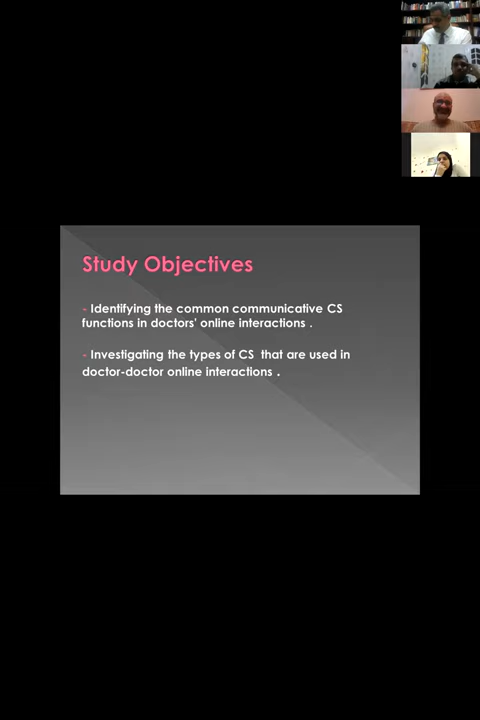 Study Objectives
- Identifying the common communicative CS
functions in doctors' online interactions .
- Investigating the types of CS that are used in
doctor-doctor online interactions .